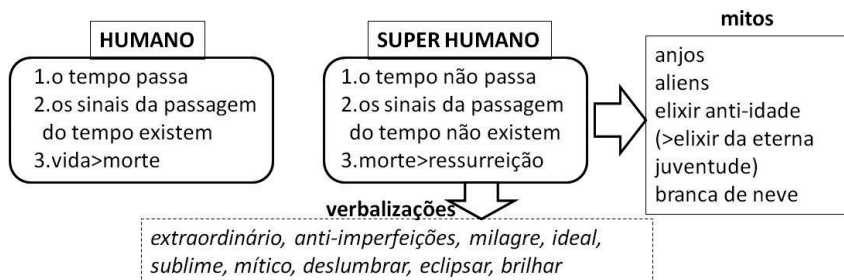 HUMANO
1.o tempo passa
2.os sinais da passagem
do tempo existem
3.vida>morte
SUPER HUMANO
1.o tempo não passa
2.os sinais da passagem
do tempo não existem
3.morte>ressurreição
mitos
anjos
aliens
elixir anti-idade
(>elixir da eterna
juventude)
branca de neve
verbalizações
extraordinário, anti-imperfeições, milagre, ideal,
sublime, mítico, deslumbrar, eclipsar, brilhar